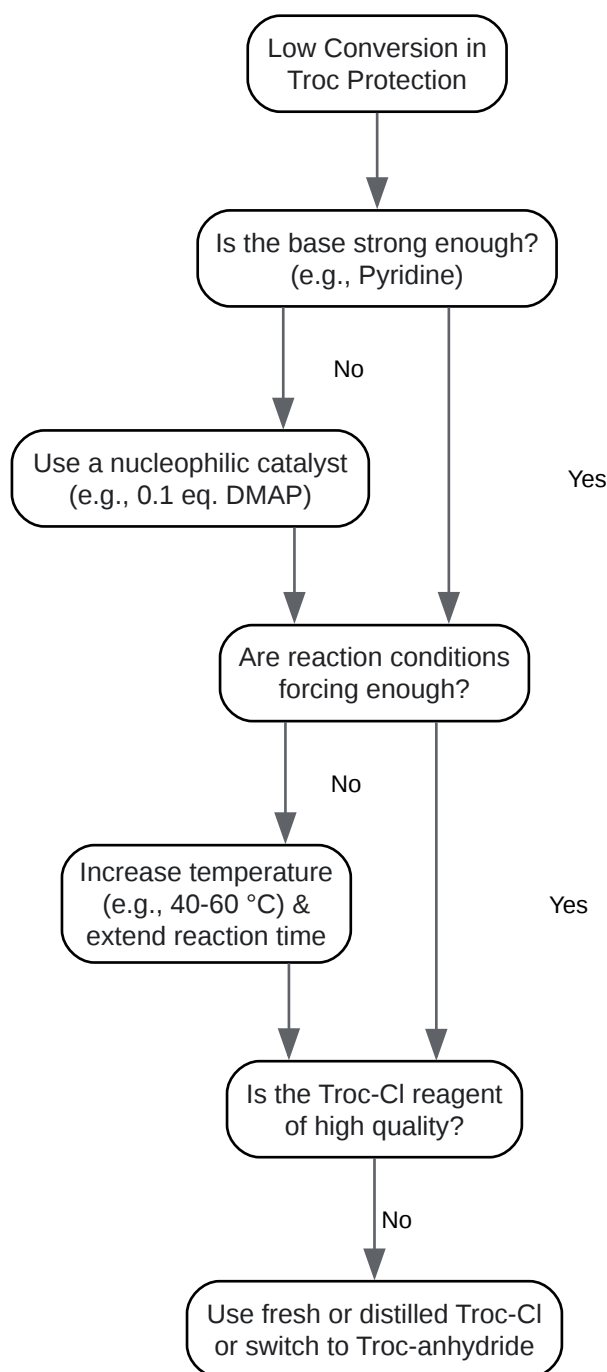 Low Conversion in
Troc Protection
Is the base strong enough?
(e.g., Pyridine)
No
Use a nucleophilic catalyst
(e.g., 0.1 eq. DMAP)
Yes
Are reaction conditions
forcing enough?
No
Increase temperature
(e.g., 40-60 °C) &
extend reaction time
Yes
Is the Troc-Cl reagent
of high quality?
No
Use fresh or distilled Troc-Cl
or switch to Troc-anhydride